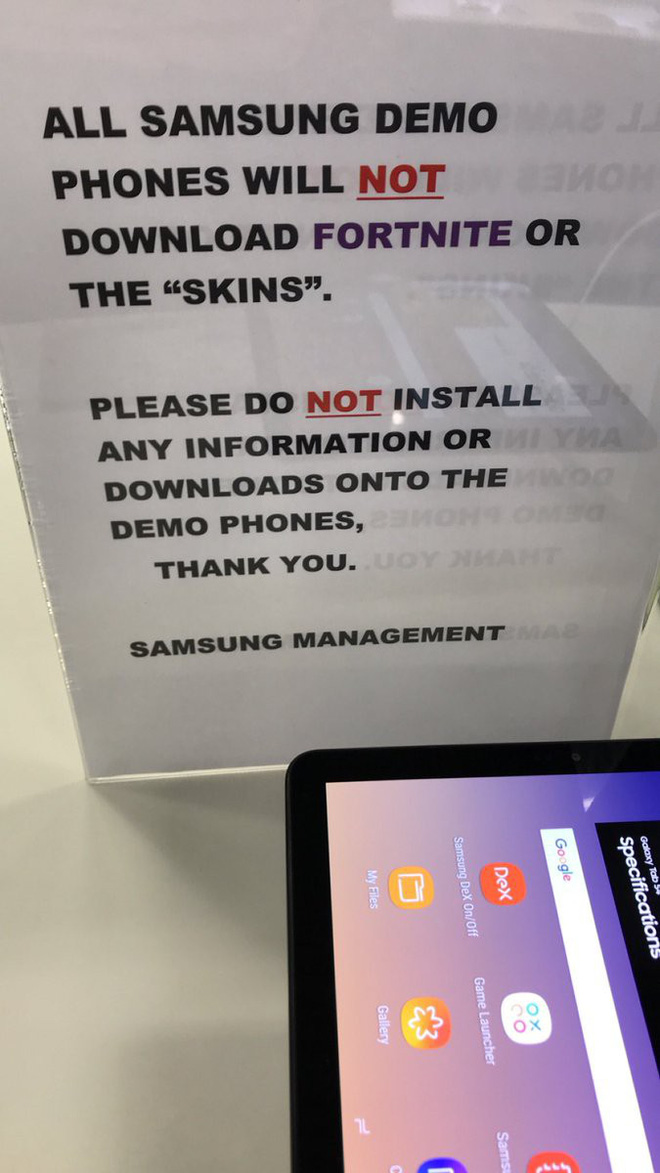 ALL SAMSUNG DEMO
PHONES WILL NOT
DOWNLOAD FORTNITE OR
THE “SKINS”.
PLEASE DO NOT INSTALL
ANY INFORMATION OR
DOWNLOADS ONTO THE
DEMO PHONES,
THANK YOU.
SAMSUNG MANAGEMENT
Galaxy Tab S4
Specifications
Google
DeX
Samsung DeX On/Off
Game Launcher
My Files
Gallery